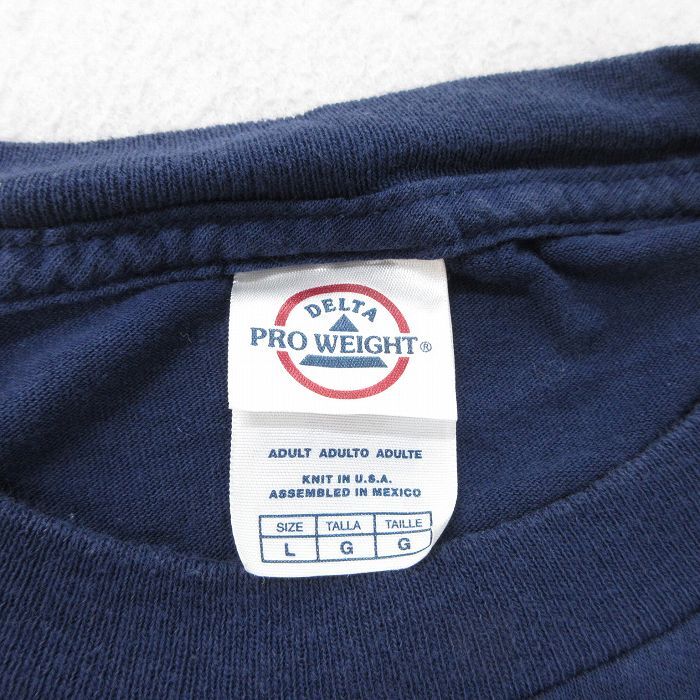 DELTA
PRO WEIGHT®
ADULT ADULTO ADULTE
KNIT IN U.S.A.
ASSEMBLED IN MEXICO
SIZE TALLA TAILLE
L G G